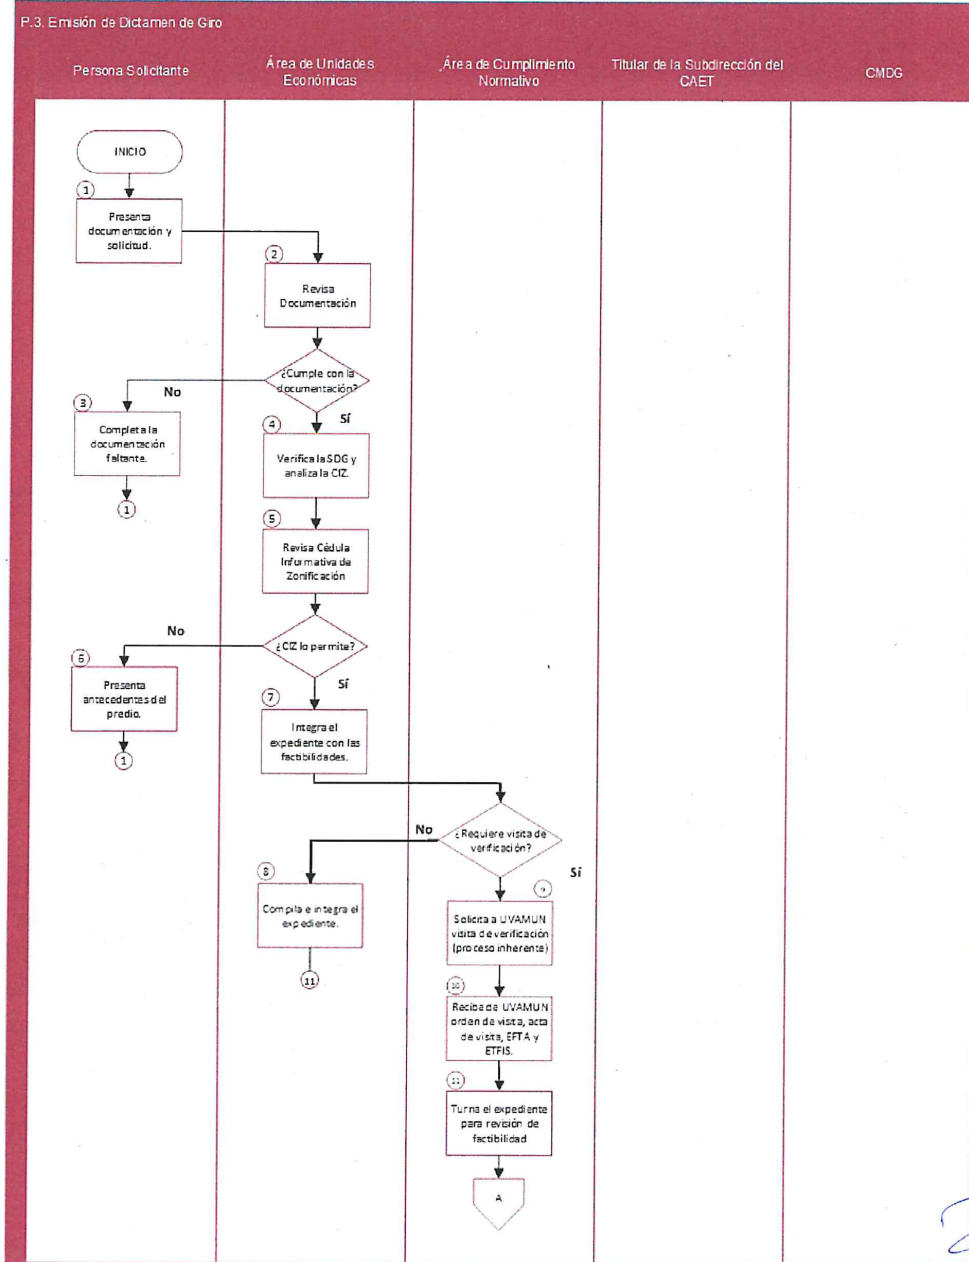 P.3. Emisión de Dictamen de Giro
Persona Solicitante
Área de Unidades
Económicas
Área de Cumplimiento
Normativo
Titular de la Subdirección del
CAET
CMDG
INICIO
1
Presenta
documentación y
solicitud.
2
Revisa
Documentación
¿Cumple con la
documentación?
No
Sí
3
Completa la
documentación
faltante.
1
4
Verifica la SDG y
analiza la CIZ.
5
Revisa Cédula
Informativa de
Zonificación
¿CIZ lo permite?
No
Sí
6
Presenta
antecedentes del
predio.
1
7
Integra el
expediente con las
factibilidades.
¿Requiere visita de
verificación?
No
Sí
8
Compila e integra el
expediente.
11
9
Solicita a UVAMUN
visita de verificación
(proceso inherente)
10
Recibe de UVAMUN
orden de visita, acta
de visita, EFTA y
ETFIS.
11
Turna el expediente
para revisión de
factibilidad
A